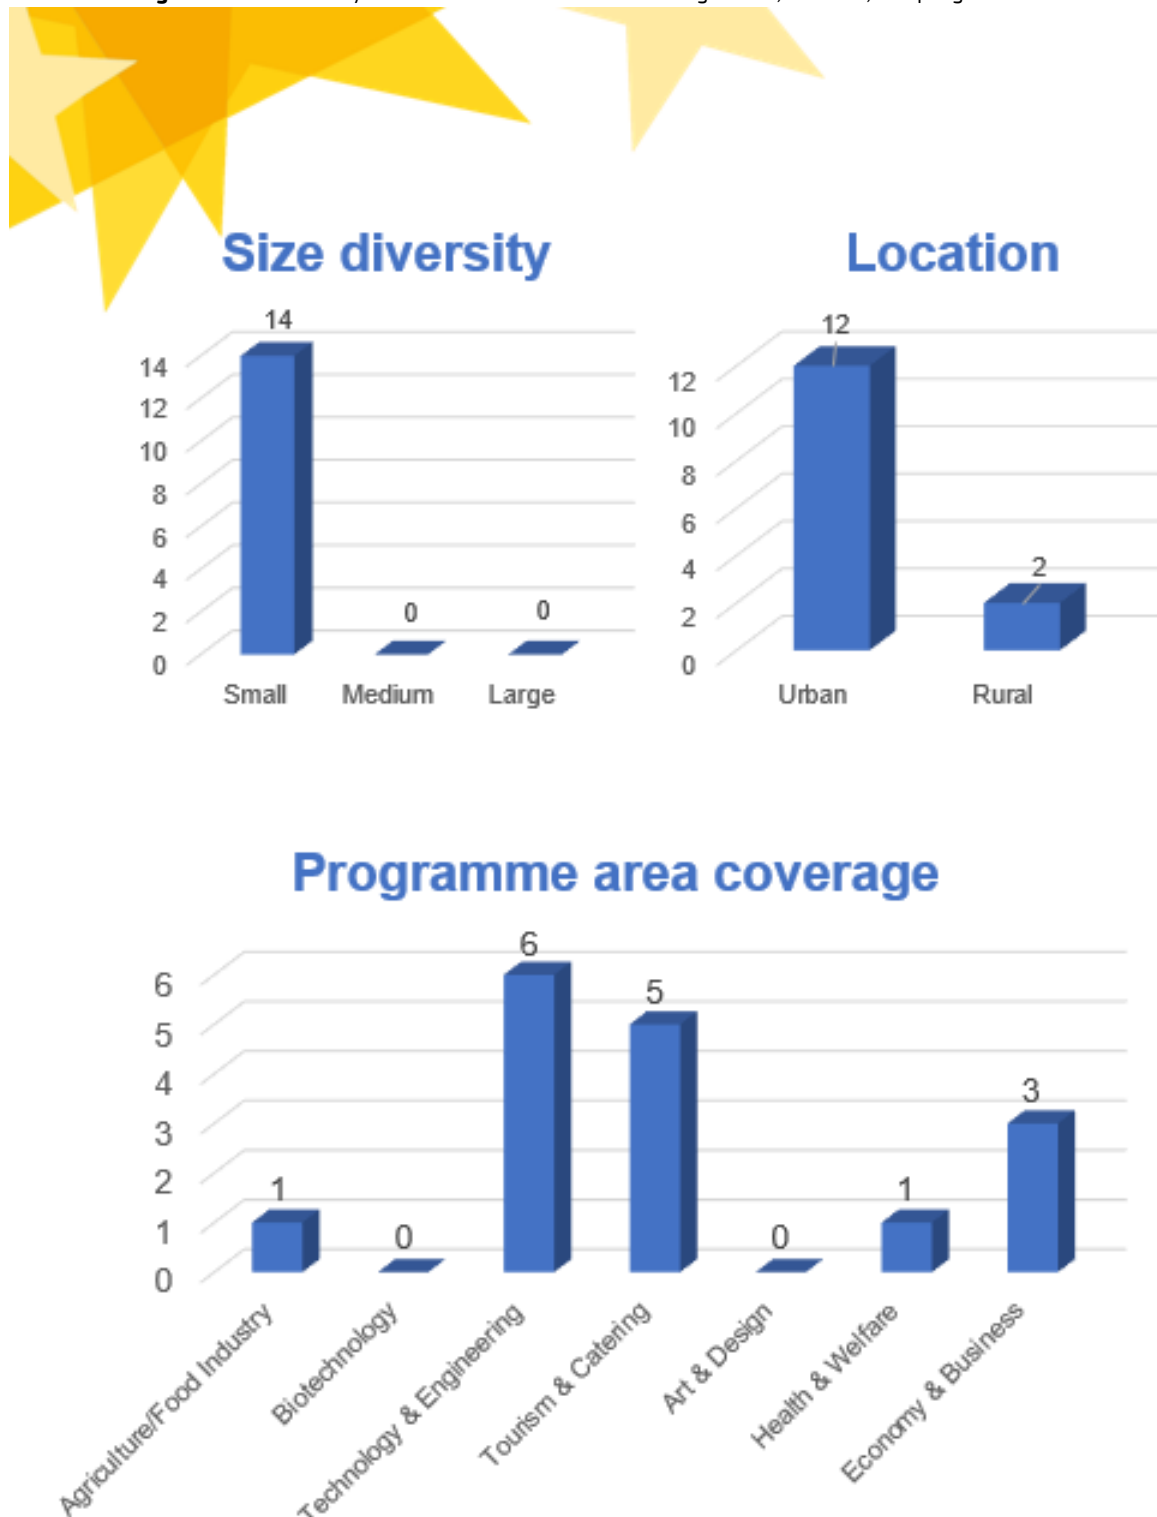 Size diversity
Location
14
14
12
10
8
6
4
2
0
0
0
Small Medium Large
12
12
10
8
6
4
2
0
2
Urban Rural
Programme area coverage
6
5
4
3
2
1
0
1
0
6
5
0
1
3
Agriculture/Food Industry
Biotechnology
Technology & Engineering
Tourism & Catering
Art & Design
Health & Welfare
Economy & Business